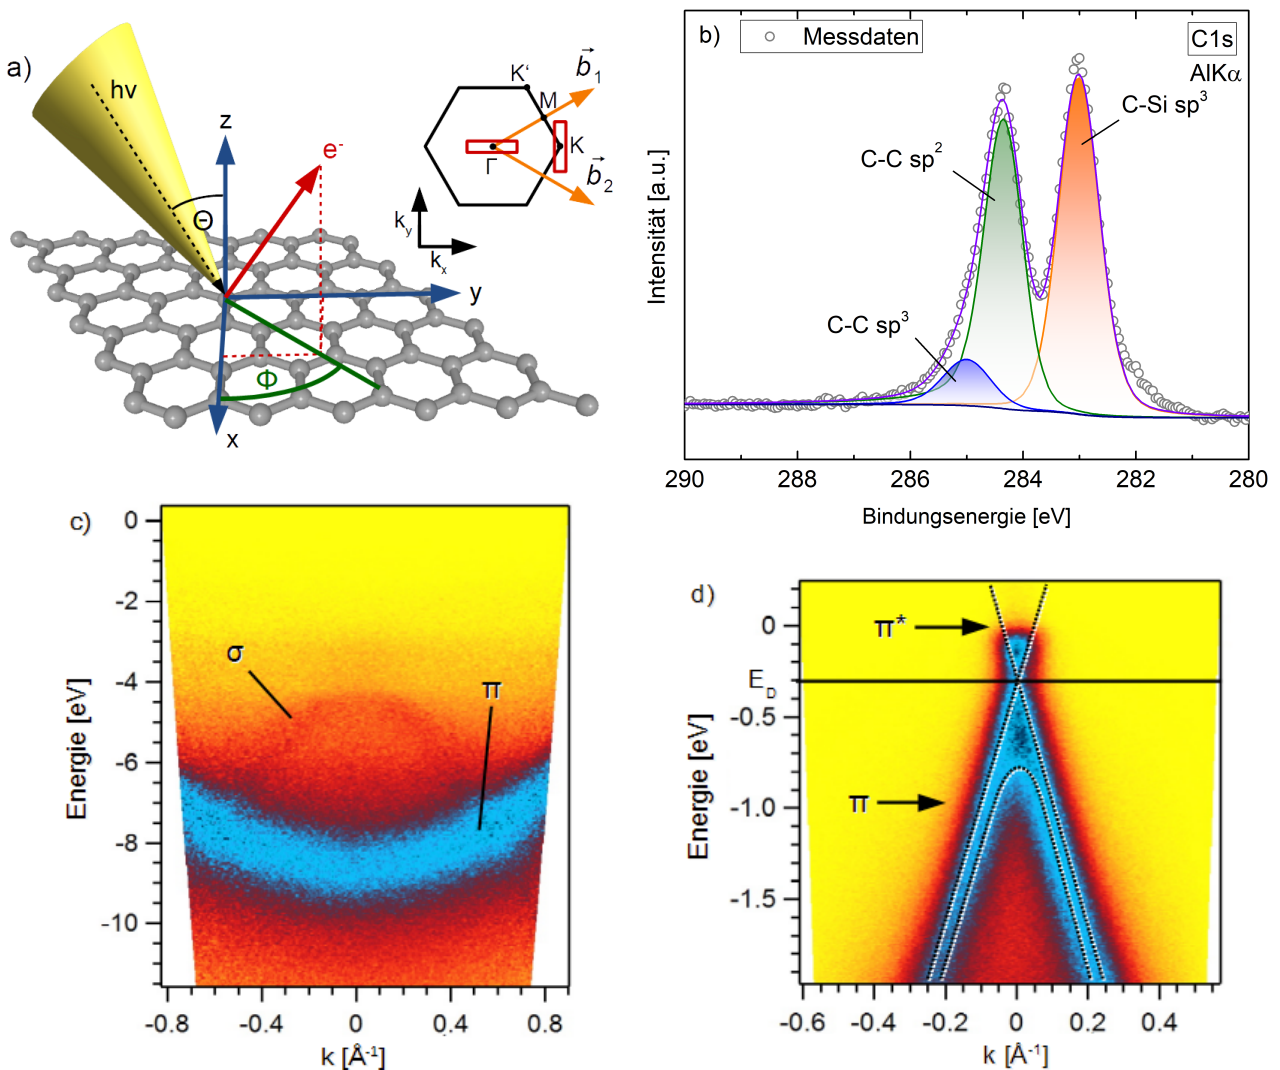 a)
hν
z
e⁻
Θ
y
Φ
x
K‘
b⃗₁
M
K
Γ
b⃗₂
k_y
k_x
b)
Messdaten
C1s
AlKα
C-Si sp³
C-C sp²
C-C sp³
Intensität [a.u.]
290 288 286 284 282 280
Bindungsenergie [eV]
c)
0
-2
-4
-6
-8
-10
Energie [eV]
σ
π
-0.8 -0.4 0 0.4 0.8
k [Å⁻¹]
d)
π*
0
E_D
-0.5
π
-1.0
-1.5
Energie [eV]
-0.6 -0.4 -0.2 0 0.2 0.4
k [Å⁻¹]